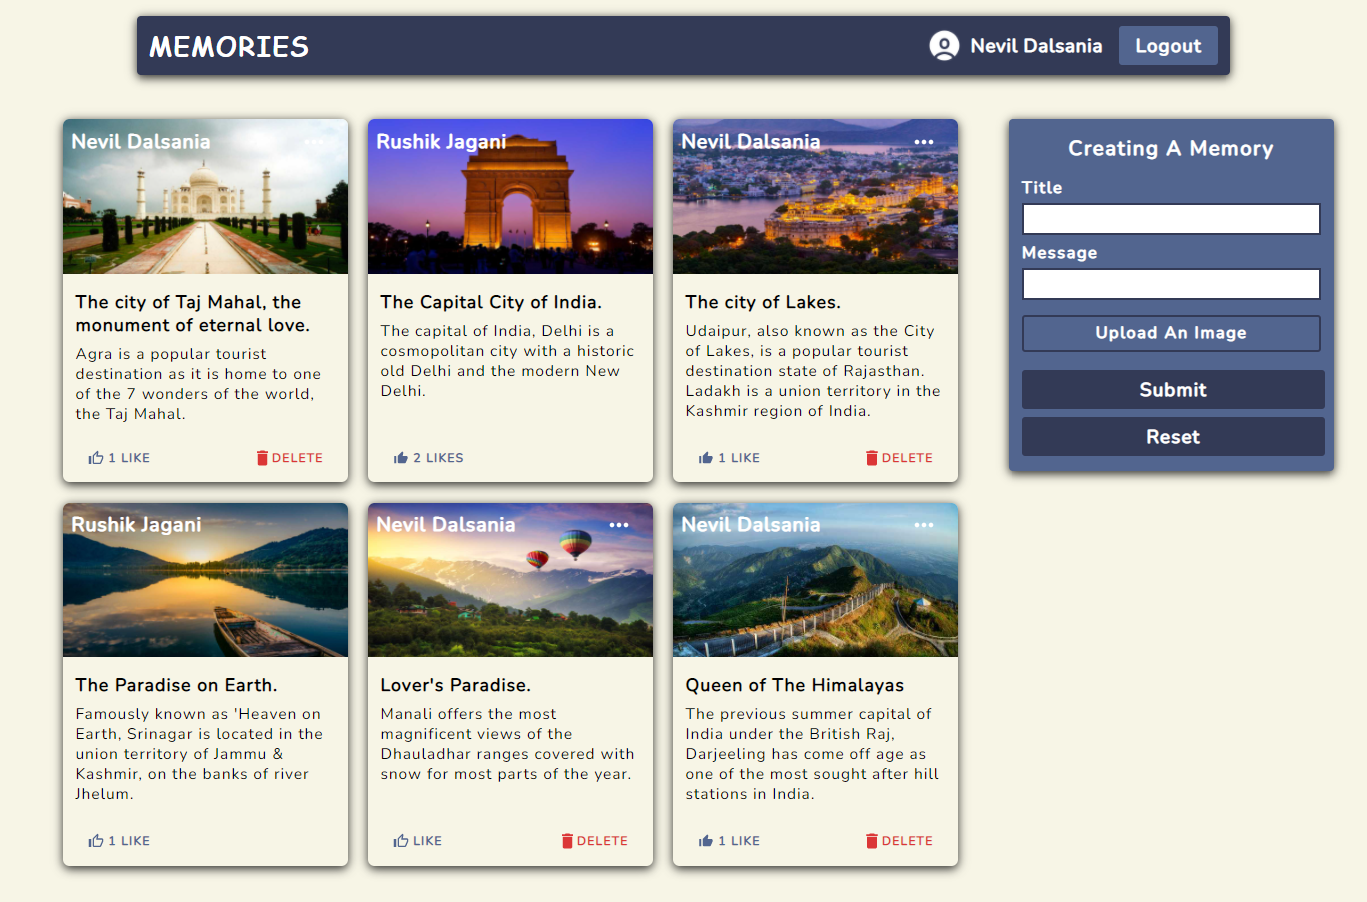 MEMORIES
Nevil Dalsania
Logout
Nevil Dalsania
The city of Taj Mahal, the
monument of eternal love.
Agra is a popular tourist
destination as it is home to one
of the 7 wonders of the world,
the Taj Mahal.
1 LIKE
DELETE
Rushik Jagani
The Capital City of India.
The capital of India, Delhi is a
cosmopolitan city with a historic
old Delhi and the modern New
Delhi.
2 LIKES
Nevil Dalsania
The city of Lakes.
Udaipur, also known as the City
of Lakes, is a popular tourist
destination state of Rajasthan.
Ladakh is a union territory in the
Kashmir region of India.
1 LIKE
DELETE
Rushik Jagani
The Paradise on Earth.
Famously known as 'Heaven on
Earth, Srinagar is located in the
union territory of Jammu &
Kashmir, on the banks of river
Jhelum.
1 LIKE
Nevil Dalsania
Lover's Paradise.
Manali offers the most
magnificent views of the
Dhauladhar ranges covered with
snow for most parts of the year.
LIKE
DELETE
Nevil Dalsania
Queen of The Himalayas
The previous summer capital of
India under the British Raj,
Darjeeling has come off age as
one of the most sought after hill
stations in India.
1 LIKE
DELETE
Creating A Memory
Title
Message
Upload An Image
Submit
Reset